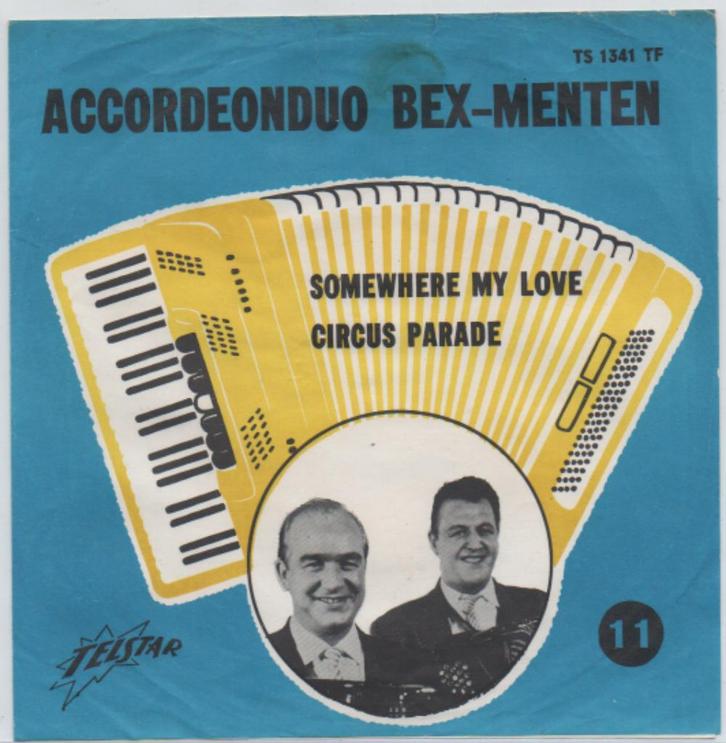 TS 1341 TF
ACCORDEONDUO BEX-MENTEN
SOMEWHERE MY LOVE
CIRCUS PARADE
TELSTAR
11